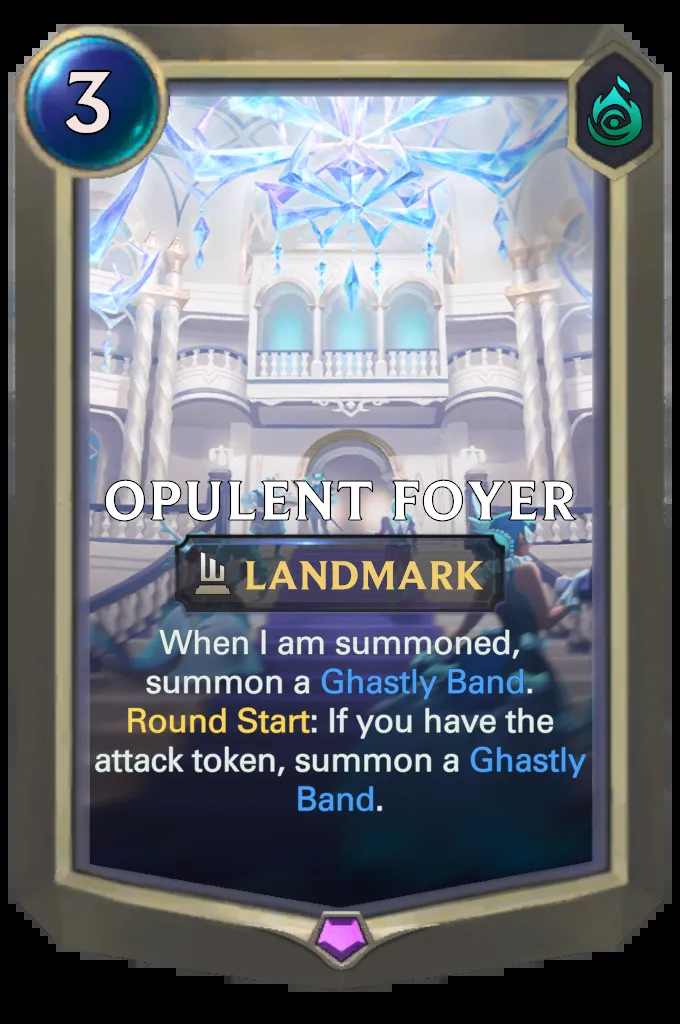 3
OPULENT FOYER
LANDMARK
When I am summoned,
summon a Ghastly Band.
Round Start: If you have the
attack token, summon a Ghastly
Band.